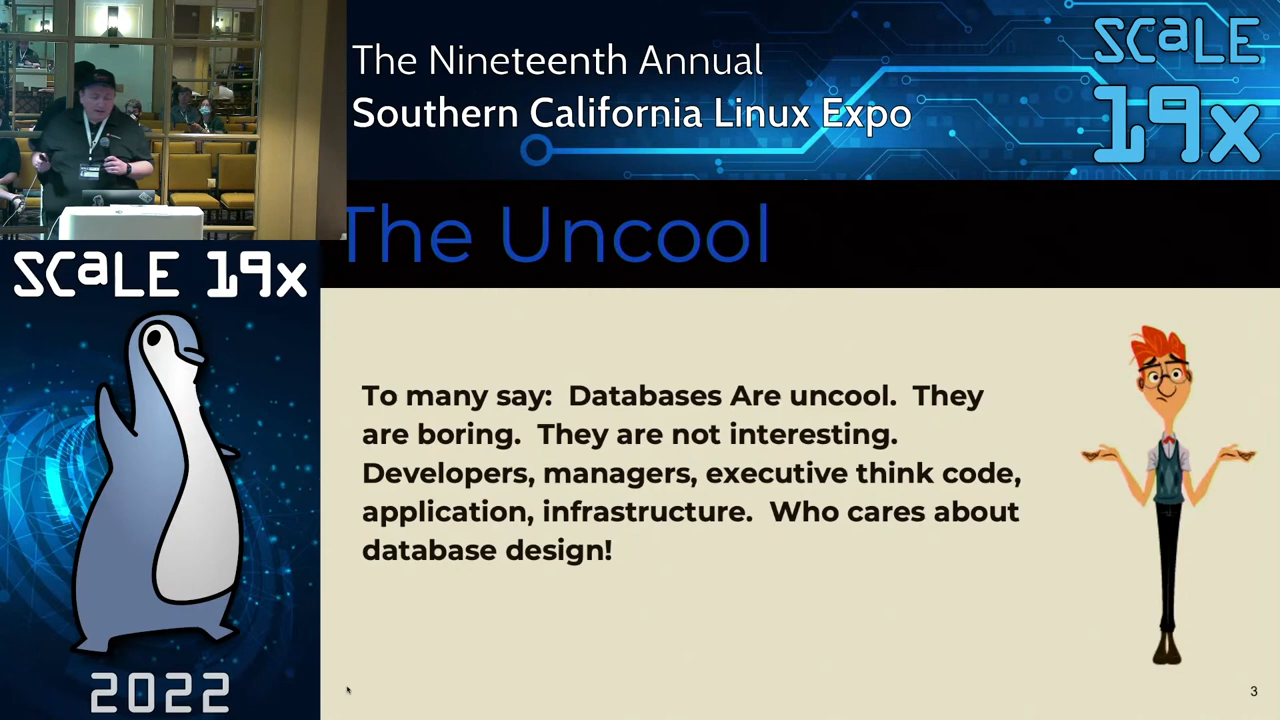 The Nineteenth Annual
Southern California Linux Expo
SCaLE
19x
The Uncool
SCaLE 19x
To many say:  Databases Are uncool.  They
are boring.  They are not interesting.
Developers, managers, executive think code,
application, infrastructure.  Who cares about
database design!
2022
3